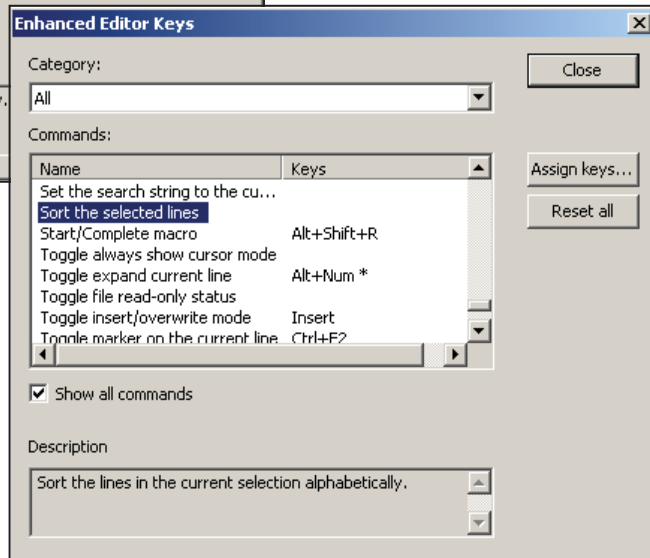 Enhanced Editor Keys
Category:
Close
All
Commands:
Name Keys
Assign keys...
Set the search string to the cu...
Sort the selected lines
Reset all
Start/Complete macro Alt+Shift+R
Toggle always show cursor mode
Toggle expand current line Alt+Num *
Toggle file read-only status
Toggle insert/overwrite mode Insert
Toggle marker on the current line Ctrl+F2
Show all commands
Description
Sort the lines in the current selection alphabetically.